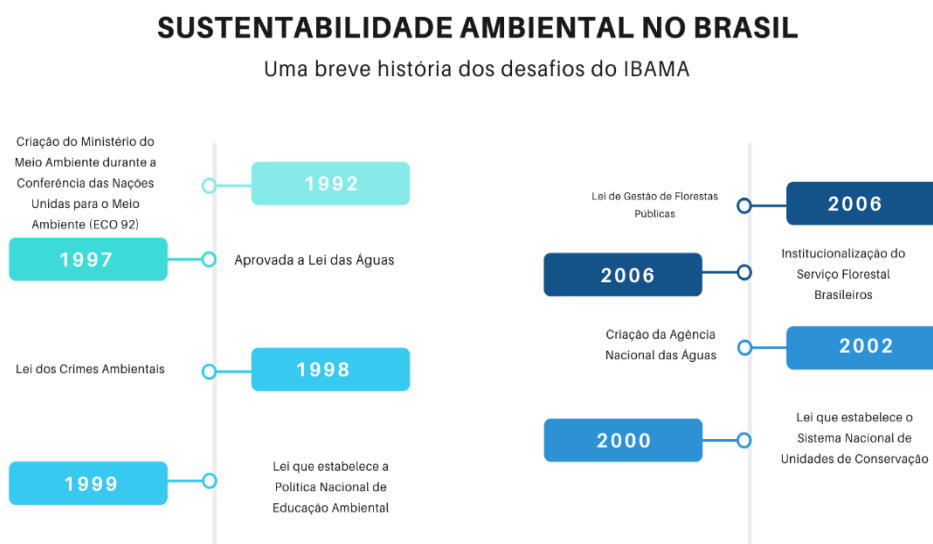 SUSTENTABILIDADE AMBIENTAL NO BRASIL
Uma breve história dos desafios do IBAMA
Criação do Ministério do
Meio Ambiente durante a
Conferência das Nações
Unidas para o Meio
Ambiente (ECO 92)
1992
1997
Aprovada a Lei das Águas
Lei dos Crimes Ambientais
1998
1999
Lei que estabelece a
Política Nacional de
Educação Ambiental
Lei de Gestão de Florestas
Públicas
2006
2006
Institucionalização do
Serviço Florestal
Brasileiros
Criação da Agência
Nacional das Águas
2002
2000
Lei que estabelece o
Sistema Nacional de
Unidades de Conservação